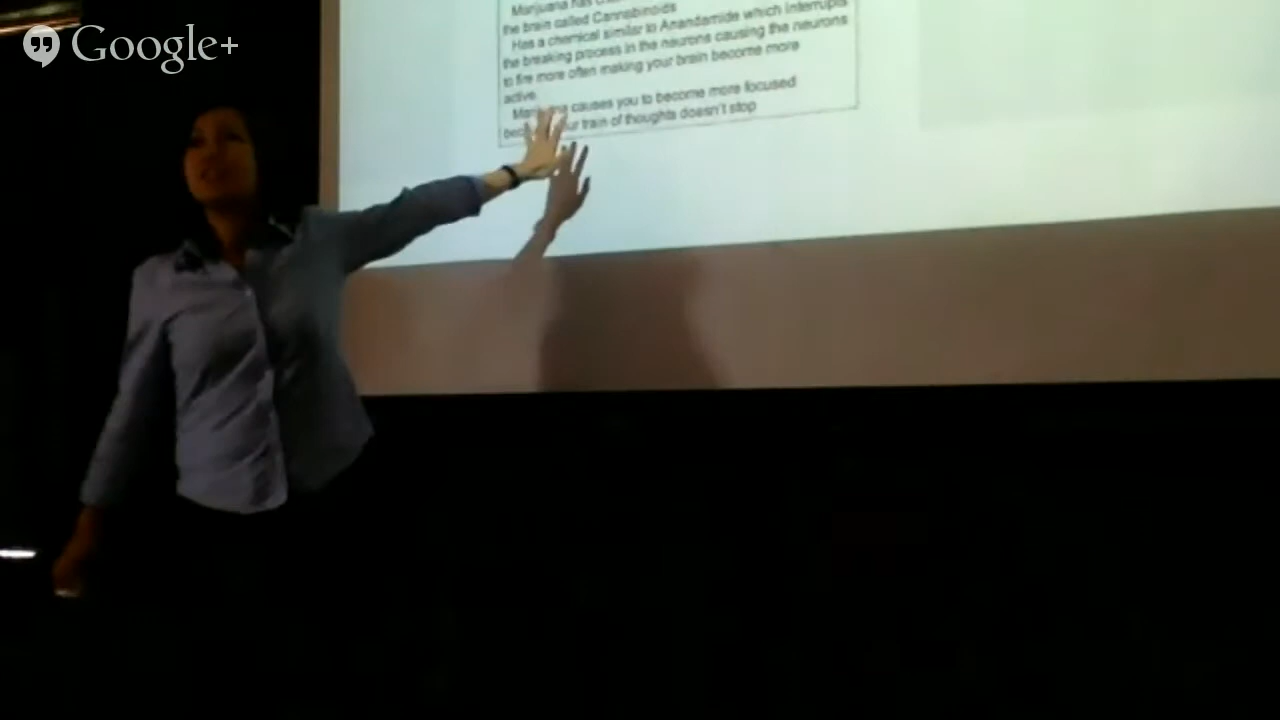 Google+
Marijuana has
the brain called Cannabinoids
Has a chemical similar to Anandamide which interrupts
the breaking process in the neurons causing the neurons
to fire more often making your brain become more
active
causes you to become more focused
train of thoughts doesn't stop